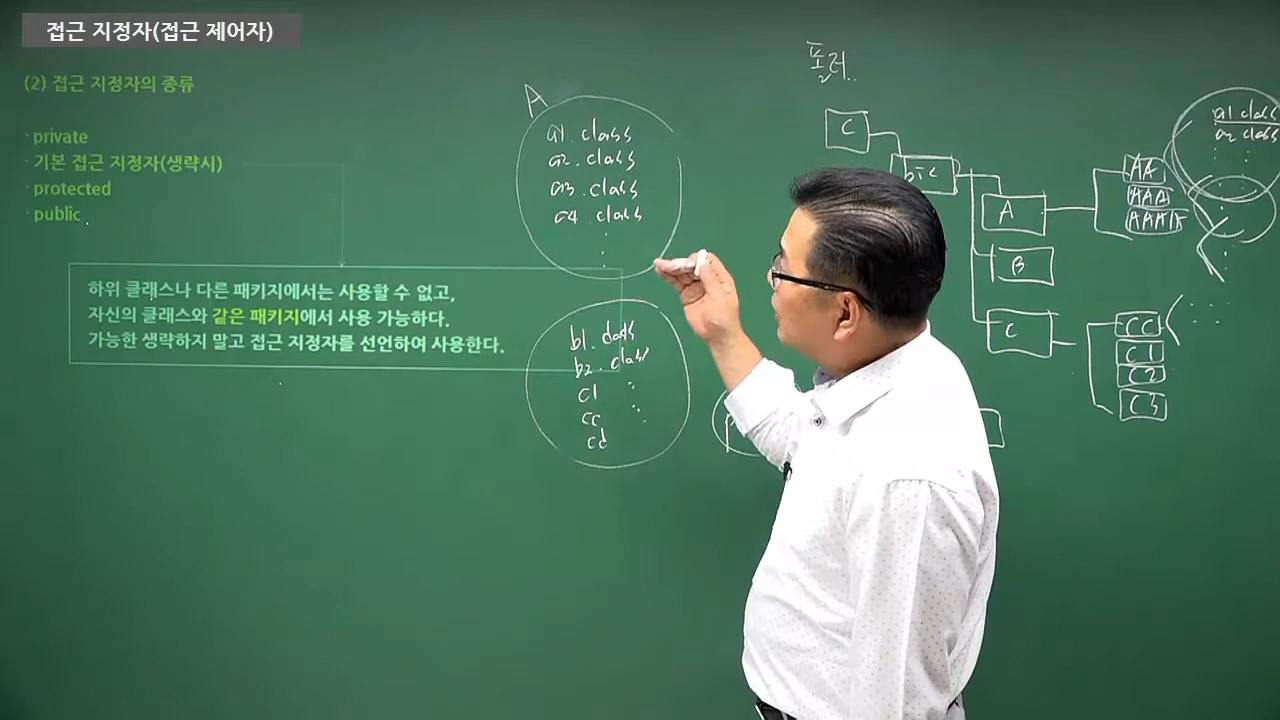 접근 지정자(접근 제어자)
(2) 접근 지정자의 종류
· private
· 기본 접근 지정자(생략시)
· protected
· public
하위 클래스나 다른 패키지에서는 사용할 수 없고,
자신의 클래스와 같은 패키지에서 사용 가능하다.
가능한 생략하지 말고 접근 지정자를 선언하여 사용한다.
A
a1. class
a2. class
a3. class
a4. class
b1. class
b2. class
c1
cc
cd
폴더..
C
A
B
C
AA
AAA
AAAA
a1 class
a2 class
CC
C1
C2
C3